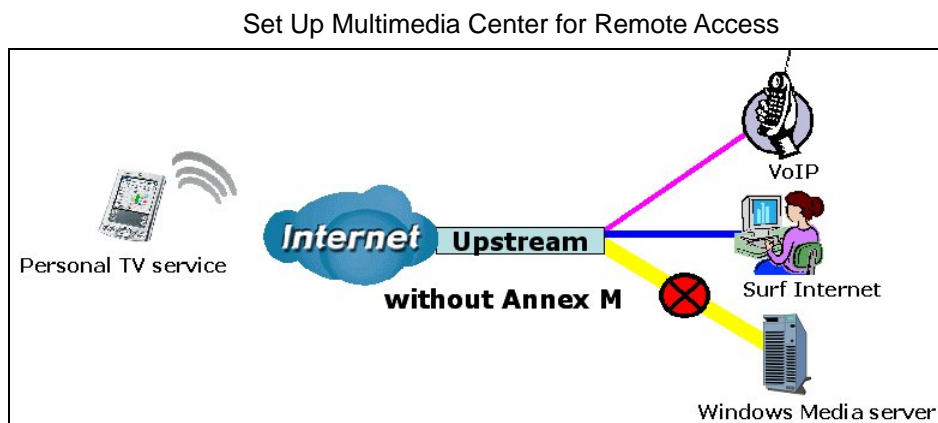 Set Up Multimedia Center for Remote Access
VoIP
Internet
Upstream
Personal TV service
without Annex M
Surf Internet
Windows Media server